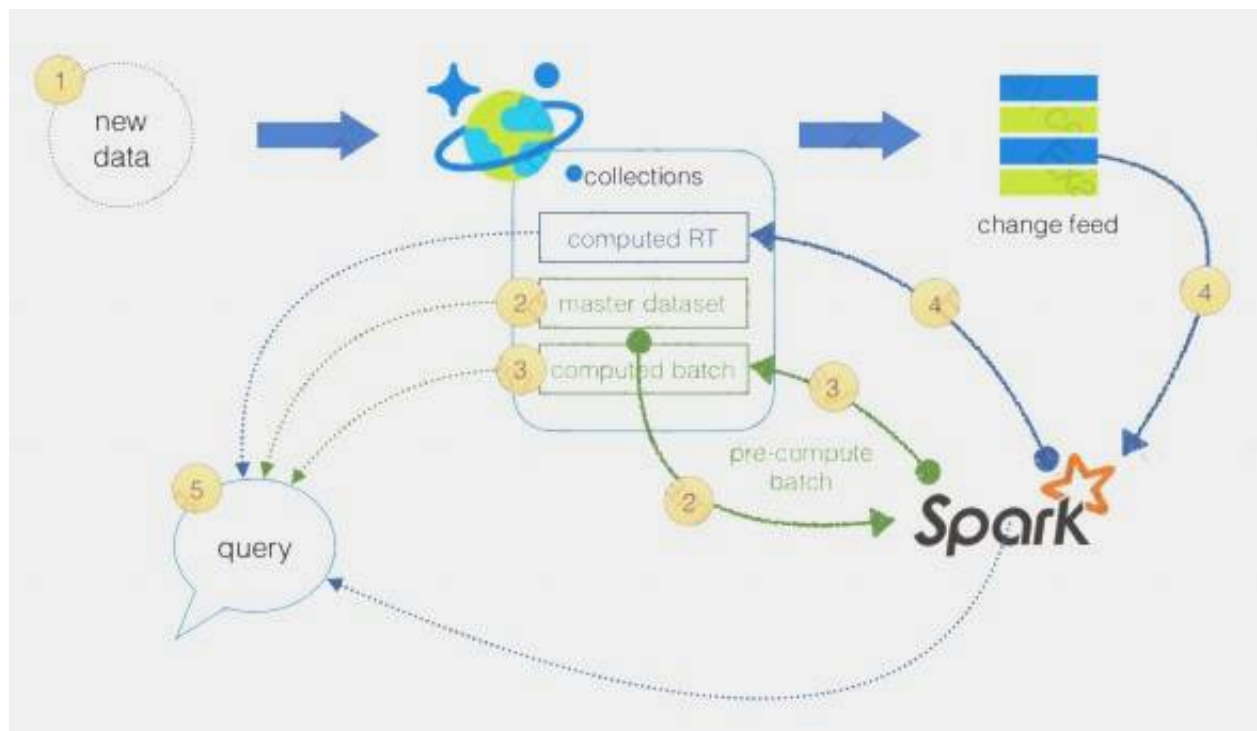 1
new
data
collections
change feed
computed RT
2
master dataset
3
computed batch
4
4
3
pre-compute
batch
2
5
query
Spark